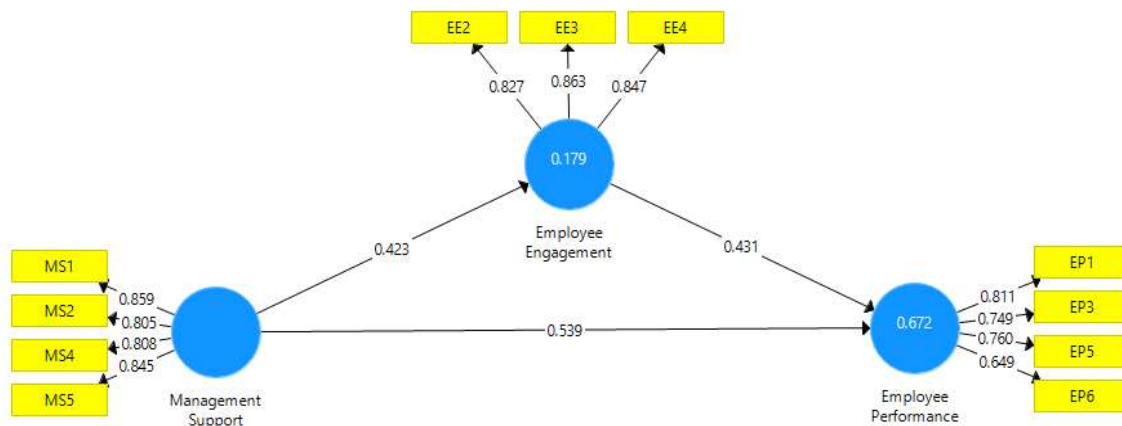 EE2 EE3 EE4
0.827 0.863 0.847
0.179
Employee
Engagement
0.423
0.431
MS1
MS2
MS4
MS5
0.859
0.805
0.808
0.845
Management
Support
0.539
0.672
Employee
Performance
0.811
0.749
0.760
0.649
EP1
EP3
EP5
EP6